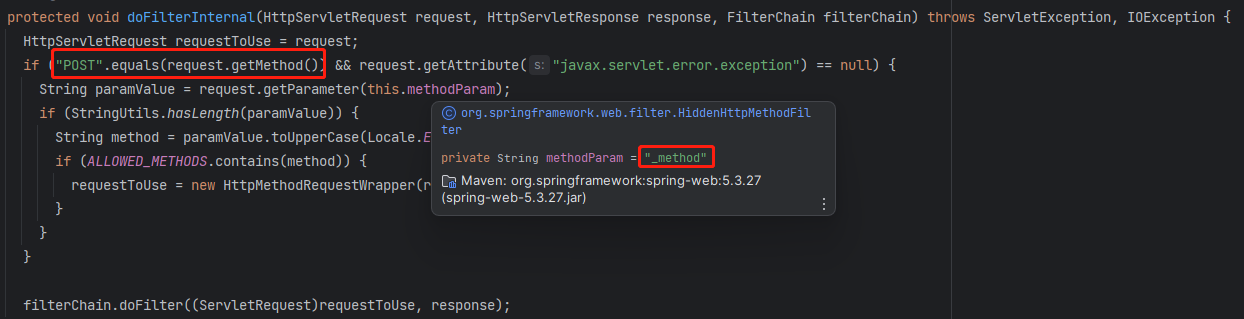 protected void doFilterInternal(HttpServletRequest request, HttpServletResponse response, FilterChain filterChain) throws ServletException, IOException {
HttpServletRequest requestToUse = request;
if ("POST".equals(request.getMethod()) && request.getAttribute( s: "javax.servlet.error.exception") == null) {
String paramValue = request.getParameter(this.methodParam);
if (StringUtils.hasLength(paramValue)) {
String method = paramValue.toUpperCase(Locale.E
if (ALLOWED_METHODS.contains(method)) {
requestToUse = new HttpMethodRequestWrapper(r
}
}
}
filterChain.doFilter((ServletRequest)requestToUse, response);
org.springframework.web.filter.HiddenHttpMethodFil
ter
private String methodParam = "_method"
Maven: org.springframework:spring-web:5.3.27
(spring-web-5.3.27.jar)